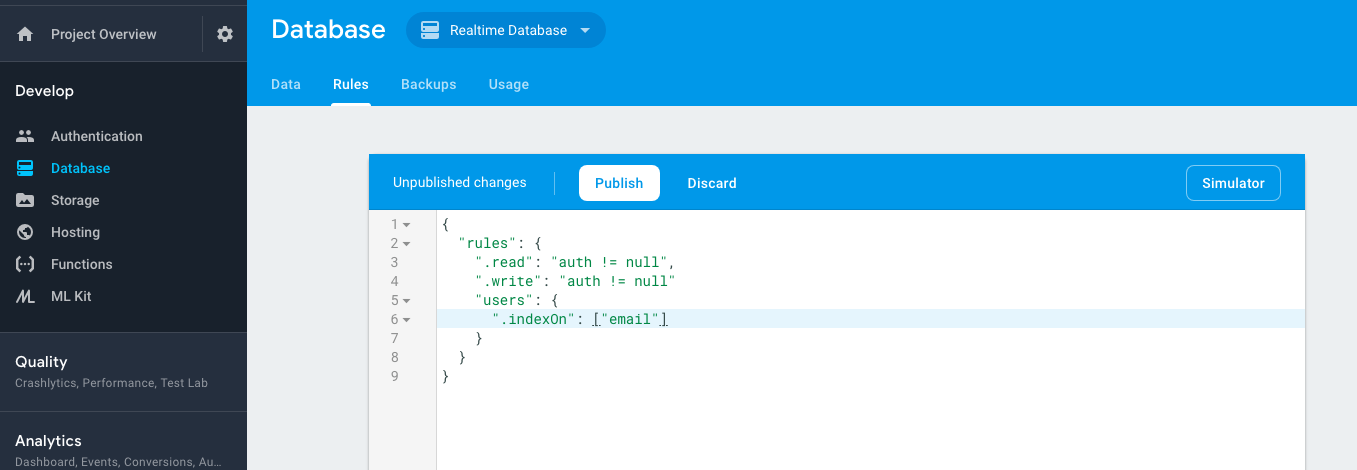 Project Overview
Develop
Authentication
Database
Storage
Hosting
Functions
ML Kit
Quality
Crashlytics, Performance, Test Lab
Analytics
Dashboard, Events, Conversions, Au...
Database
Realtime Database
Data Rules Backups Usage
Unpublished changes Publish Discard Simulator
1 {
2 "rules": {
3 ".read": "auth != null",
4 ".write": "auth != null"
5 "users": {
6 ".indexOn": ["email"]
7 }
8 }
9 }